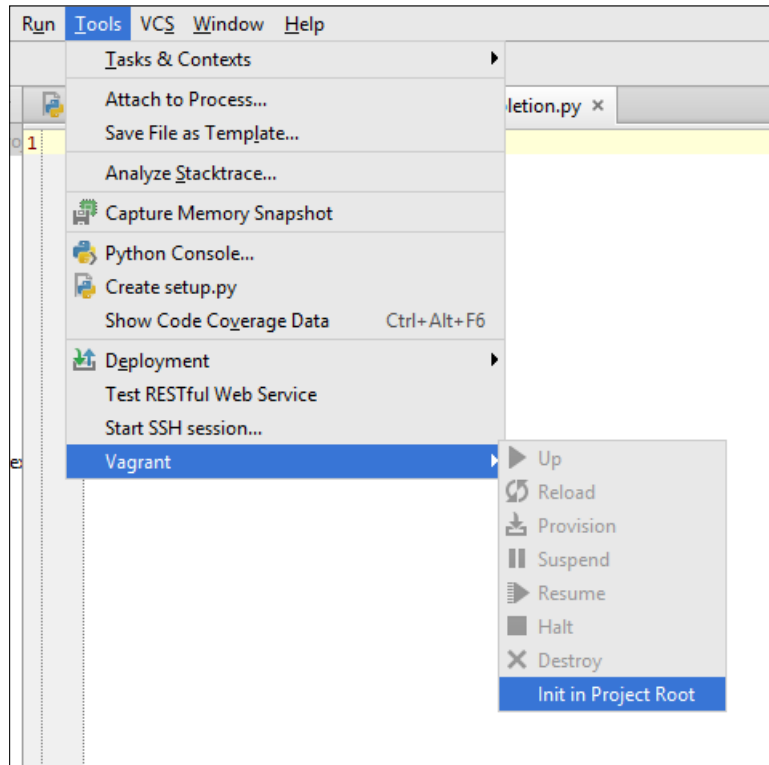 Run Tools VCS Window Help
Tasks & Contexts
Attach to Process...
letion.py ×
Save File as Template...
1
Analyze Stacktrace...
Capture Memory Snapshot
Python Console...
Create setup.py
Show Code Coverage Data Ctrl+Alt+F6
Deployment
Test RESTful Web Service
Start SSH session...
Vagrant
Up
Reload
Provision
Suspend
Resume
Halt
Destroy
Init in Project Root